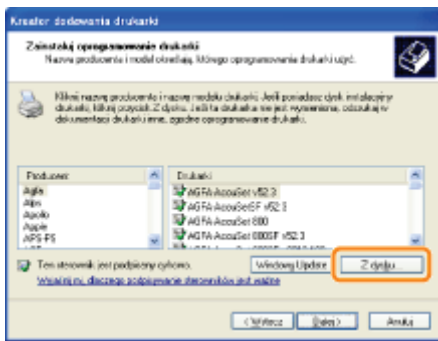 Kreator dodawania drukarki
Zainstaluj oprogramowanie drukarki
Nazwa producenta i model określają, którego oprogramowania drukarki użyć.
Kliknij nazwę producenta i nazwę modelu drukarki. Jeśli posiadasz dysk instalacyjny
drukarki, kliknij przycisk Z dysku. Jeśli ta drukarka nie jest wymieniona, odszukaj w
dokumentacji drukarki inne, zgodne oprogramowanie drukarki.
Producent
Drukarki
Agfa
AGFA-AccuSet v52.3
Alps
AGFA-AccuSetSF v52.3
Apollo
AGFA-AccuSet 800
Apple
AGFA-AccuSet 800SF v52.3
APS-PS
Ten sterownik jest podpisany cyfrowo.
Windows Update
Z dysku...
Wyjaśnij mi, dlaczego podpisywanie sterowników jest ważne
< Wstecz
Dalej >
Anuluj